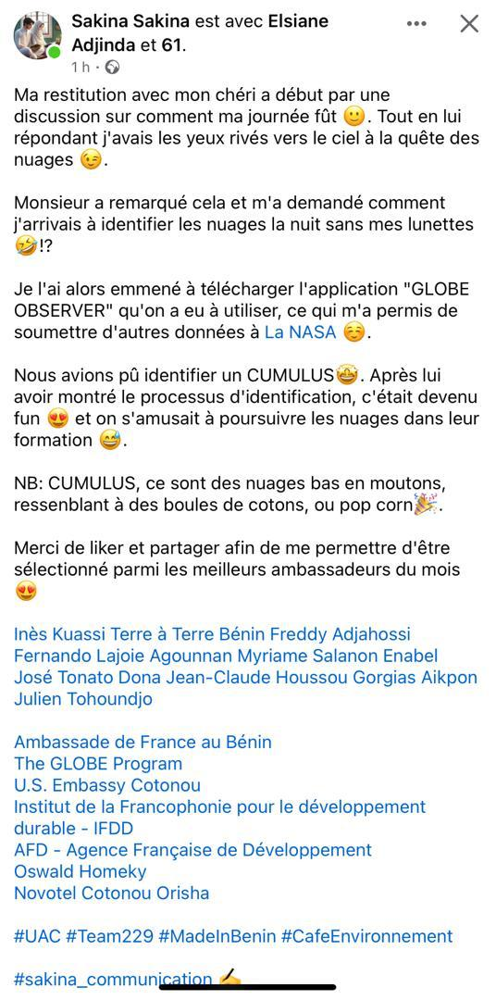 Sakina Sakina est avec Elsiane
Adjinda et 61.
1 h ·
Ma restitution avec mon chéri a début par une
discussion sur comment ma journée fût 🙂. Tout en lui
répondant j'avais les yeux rivés vers le ciel à la quête des
nuages 😉.
Monsieur a remarqué cela et m'a demandé comment
j'arrivais à identifier les nuages la nuit sans mes lunettes
🤣!?
Je l'ai alors emmené à télécharger l'application "GLOBE
OBSERVER" qu'on a eu à utiliser, ce qui m'a permis de
soumettre d'autres données à La NASA ☺️.
Nous avions pû identifier un CUMULUS🤩. Après lui
avoir montré le processus d'identification, c'était devenu
fun 😍 et on s'amusait à poursuivre les nuages dans leur
formation 😅.
NB: CUMULUS, ce sont des nuages bas en moutons,
ressenblant à des boules de cotons, ou pop corn🎉.
Merci de liker et partager afin de me permettre d'être
sélectionné parmi les meilleurs ambassadeurs du mois
😍
Inès Kuassi Terre à Terre Bénin Freddy Adjahossi
Fernando Lajoie Agounnan Myriame Salanon Enabel
José Tonato Dona Jean-Claude Houssou Gorgias Aikpon
Julien Tohoundjo
Ambassade de France au Bénin
The GLOBE Program
U.S. Embassy Cotonou
Institut de la Francophonie pour le développement
durable - IFDD
AFD - Agence Française de Développement
Oswald Homeky
Novotel Cotonou Orisha
#UAC #Team229 #MadeInBenin #CafeEnvironnement
#sakina_communication ✍️